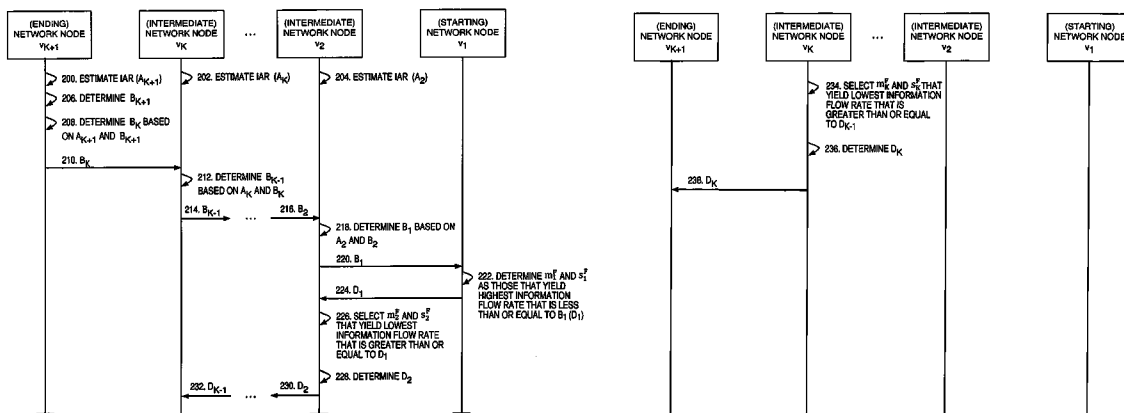 (ENDING)
NETWORK NODE
vK+1
(INTERMEDIATE)
NETWORK NODE
vK
...
(INTERMEDIATE)
NETWORK NODE
v2
(STARTING)
NETWORK NODE
v1
200. ESTIMATE IAR (AK+1)
202. ESTIMATE IAR (AK)
204. ESTIMATE IAR (A2)
206. DETERMINE BK+1
208. DETERMINE BK BASED
ON AK+1 AND BK+1
210. BK
212. DETERMINE BK-1
BASED ON AK AND BK
214. BK-1
...
216. B2
218. DETERMINE B1 BASED ON
A2 AND B2
220. B1
222. DETERMINE m1F AND s1F
AS THOSE THAT YIELD
HIGHEST INFORMATION
FLOW RATE THAT IS LESS
THAN OR EQUAL TO B1 (D1)
224. D1
226. SELECT m2F AND s2F
THAT YIELD LOWEST
INFORMATION FLOW RATE
THAT IS GREATER THAN OR
EQUAL TO D1
228. DETERMINE D2
230. D2
...
232. DK-1
(ENDING)
NETWORK NODE
vK+1
(INTERMEDIATE)
NETWORK NODE
vK
...
(INTERMEDIATE)
NETWORK NODE
v2
(STARTING)
NETWORK NODE
v1
234. SELECT mKF AND sKF THAT
YIELD LOWEST INFORMATION
FLOW RATE THAT IS
GREATER THAN OR EQUAL
TO DK-1
236. DETERMINE DK
238. DK